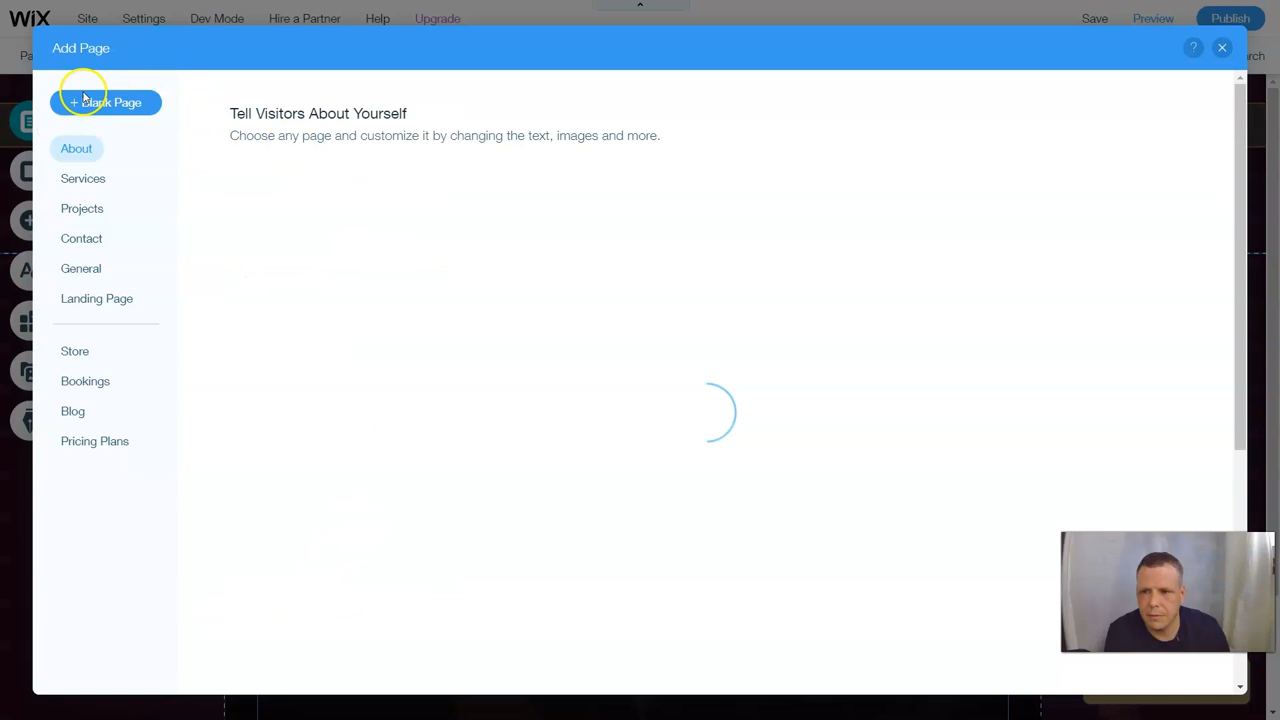 WiX Site Settings Dev Mode Hire a Partner Help Upgrade Save Preview Publish
Add Page ?
+ Blank Page
About
Services
Projects
Contact
General
Landing Page
Store
Bookings
Blog
Pricing Plans
Tell Visitors About Yourself
Choose any page and customize it by changing the text, images and more.